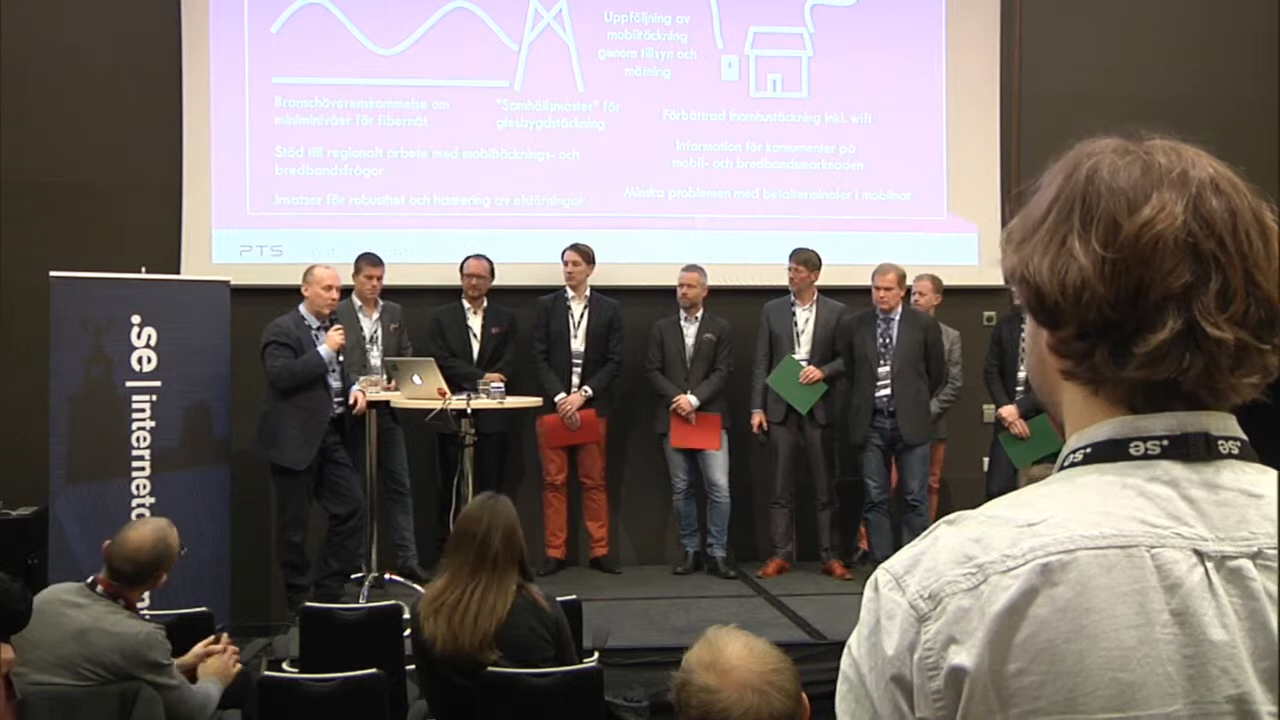 Uppföljning av
mobiltäckning
genom tillsyn och
mätning
Branschöverenskommelse om
miniminivåer för fibernät
"Samhällsmaster" för
glesbygdstäckning
Förbättrad inomhustäckning inkl. wifi
Stöd till regionalt arbete med mobiltäcknings- och
bredbandsfrågor
Information för konsumenter på
mobil- och bredbandsmarknaden
Insatser för robusthet och hantering av elstörningar
Minska problemen med betalterminaler i mobilnät
PTS
.se | internetd
.se
.se
.se